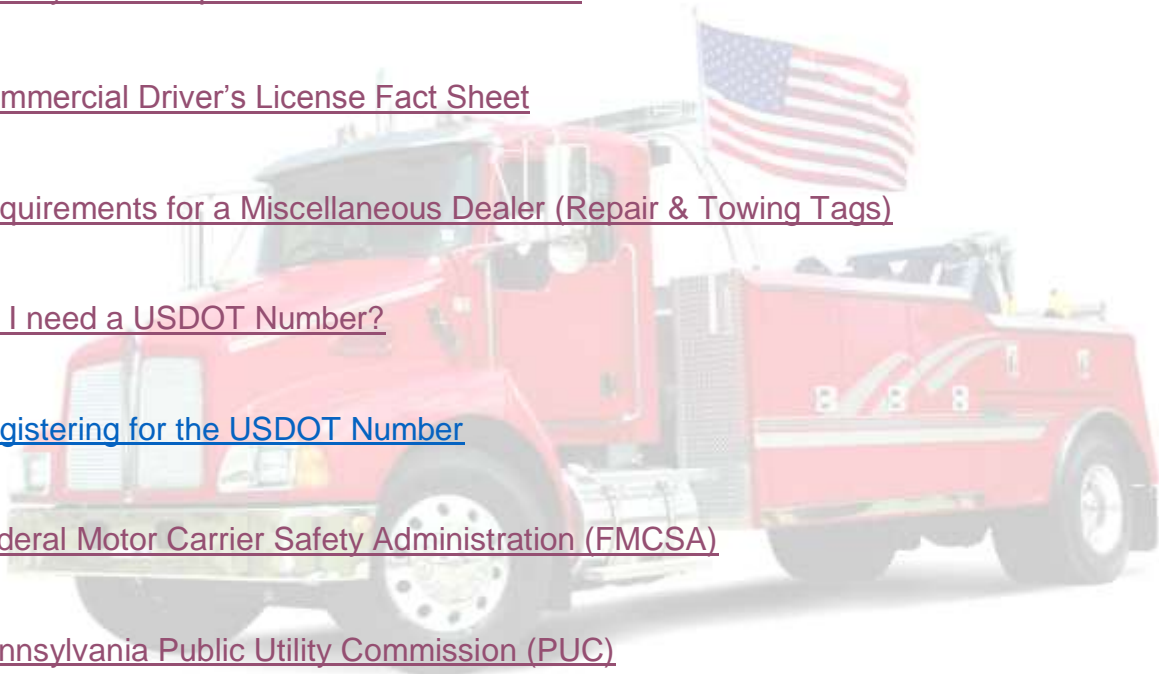 mmercial Driver's License Fact Sheet
quirements for a Miscellaneous Dealer (Repair & Towing Tags)
I need a USDOT Number?
gistering for the USDOT Number
deral Motor Carrier Safety Administration (FMCSA)
nnsylvania Public Utility Commission (PUC)